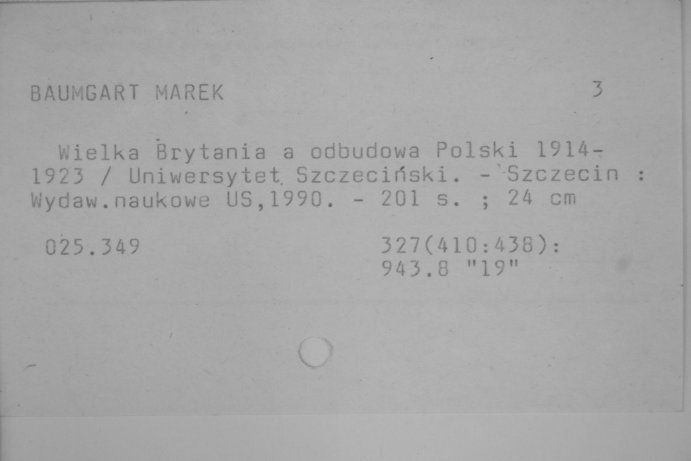 BAUMGART MAREK 3
Wielka Brytania a odbudowa Polski 1914-
1923 / Uniwersytet Szczeciński. - Szczecin :
Wydaw.naukowe US,1990. - 201 s. ; 24 cm
025.349 327(410:438):
943.8 "19"